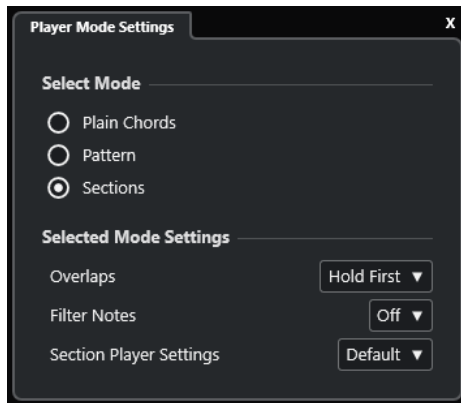 Player Mode Settings X
Select Mode
Plain Chords
Pattern
Sections
Selected Mode Settings
Overlaps Hold First ▼
Filter Notes Off ▼
Section Player Settings Default ▼